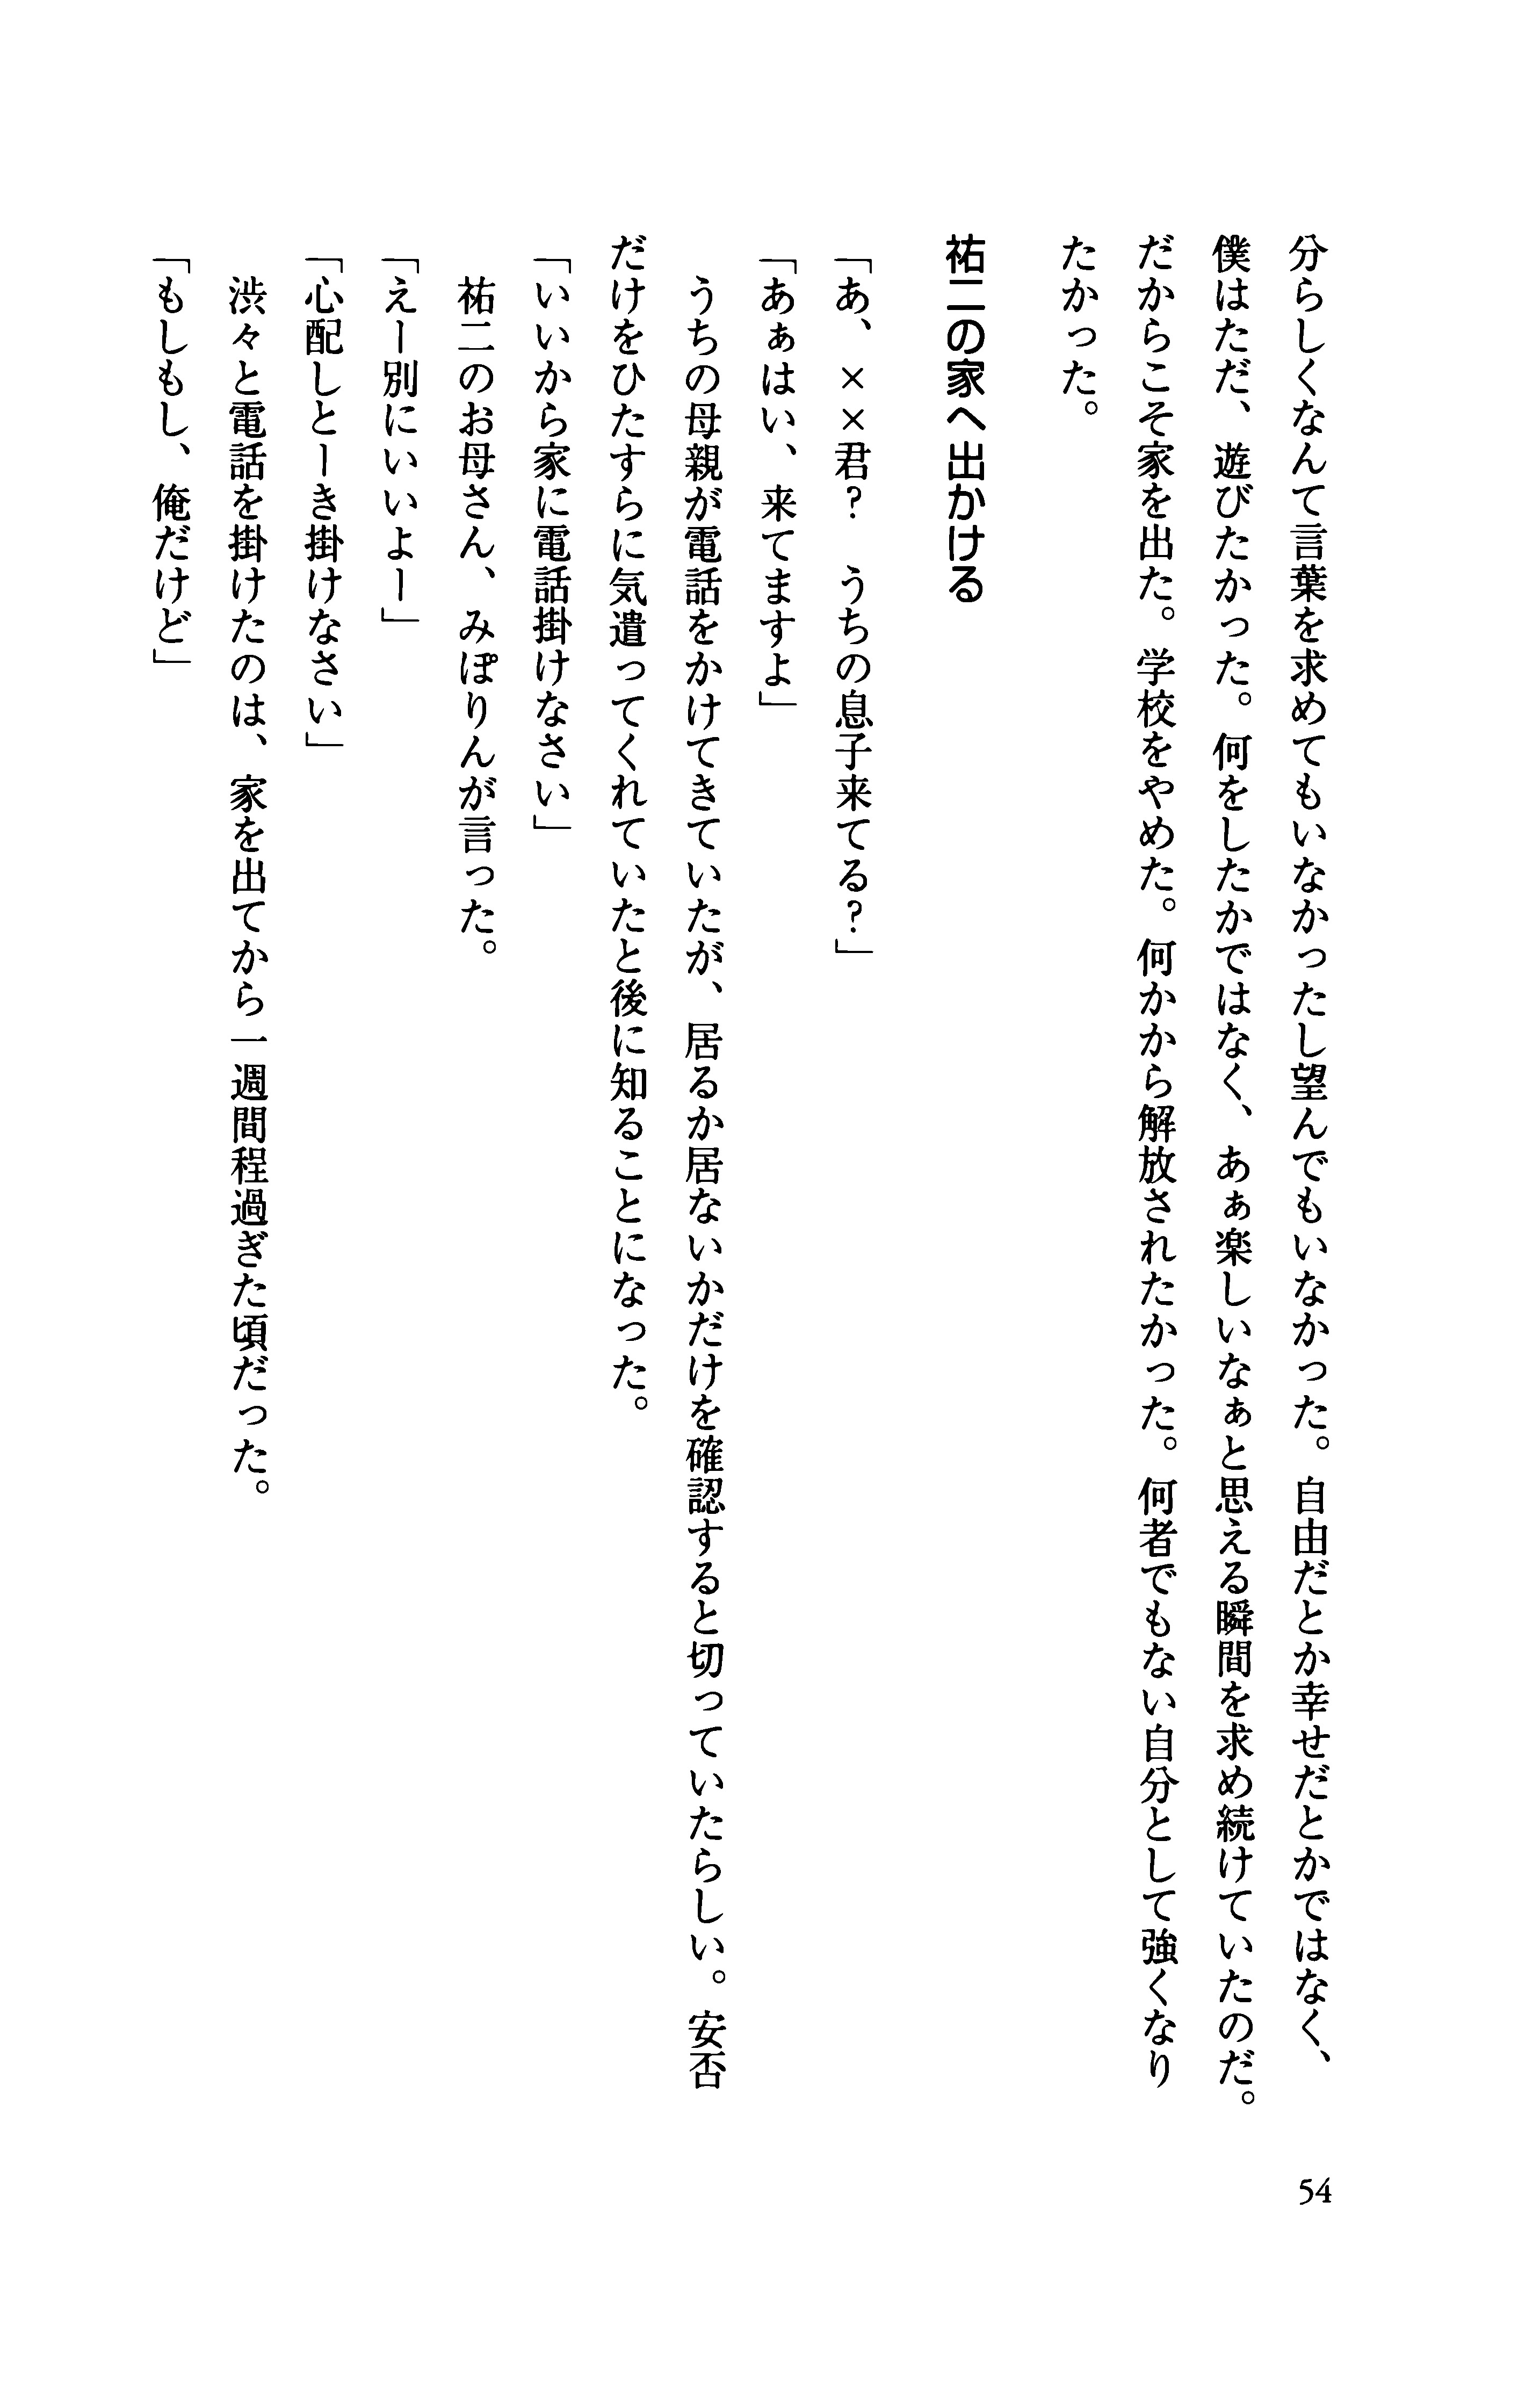 分らしくなんて言葉を求めてもいなかったし望んでもいなかった。自由だとか幸せだとかではなく、
僕はただ、遊びたかった。何をしたかではなく、あぁ楽しいなぁと思える瞬間を求め続けていたのだ。
だからこそ家を出た。学校をやめた。何かから解放されたかった。何者でもない自分として強くなり
たかった。
祐二の家へ出かける
「あ、××君？　うちの息子来てる？」
「あぁはい、来てますよ」
　うちの母親が電話をかけてきていたが、居るか居ないかだけを確認すると切っていたらしい。安否
だけをひたすらに気遣ってくれていたと後に知ることになった。
「いいから家に電話掛けなさい」
　祐二のお母さん、みぽりんが言った。
「えー別にいいよー」
「心配しとーき掛けなさい」
　渋々と電話を掛けたのは、家を出てから一週間程過ぎた頃だった。
「もしもし、俺だけど」
54